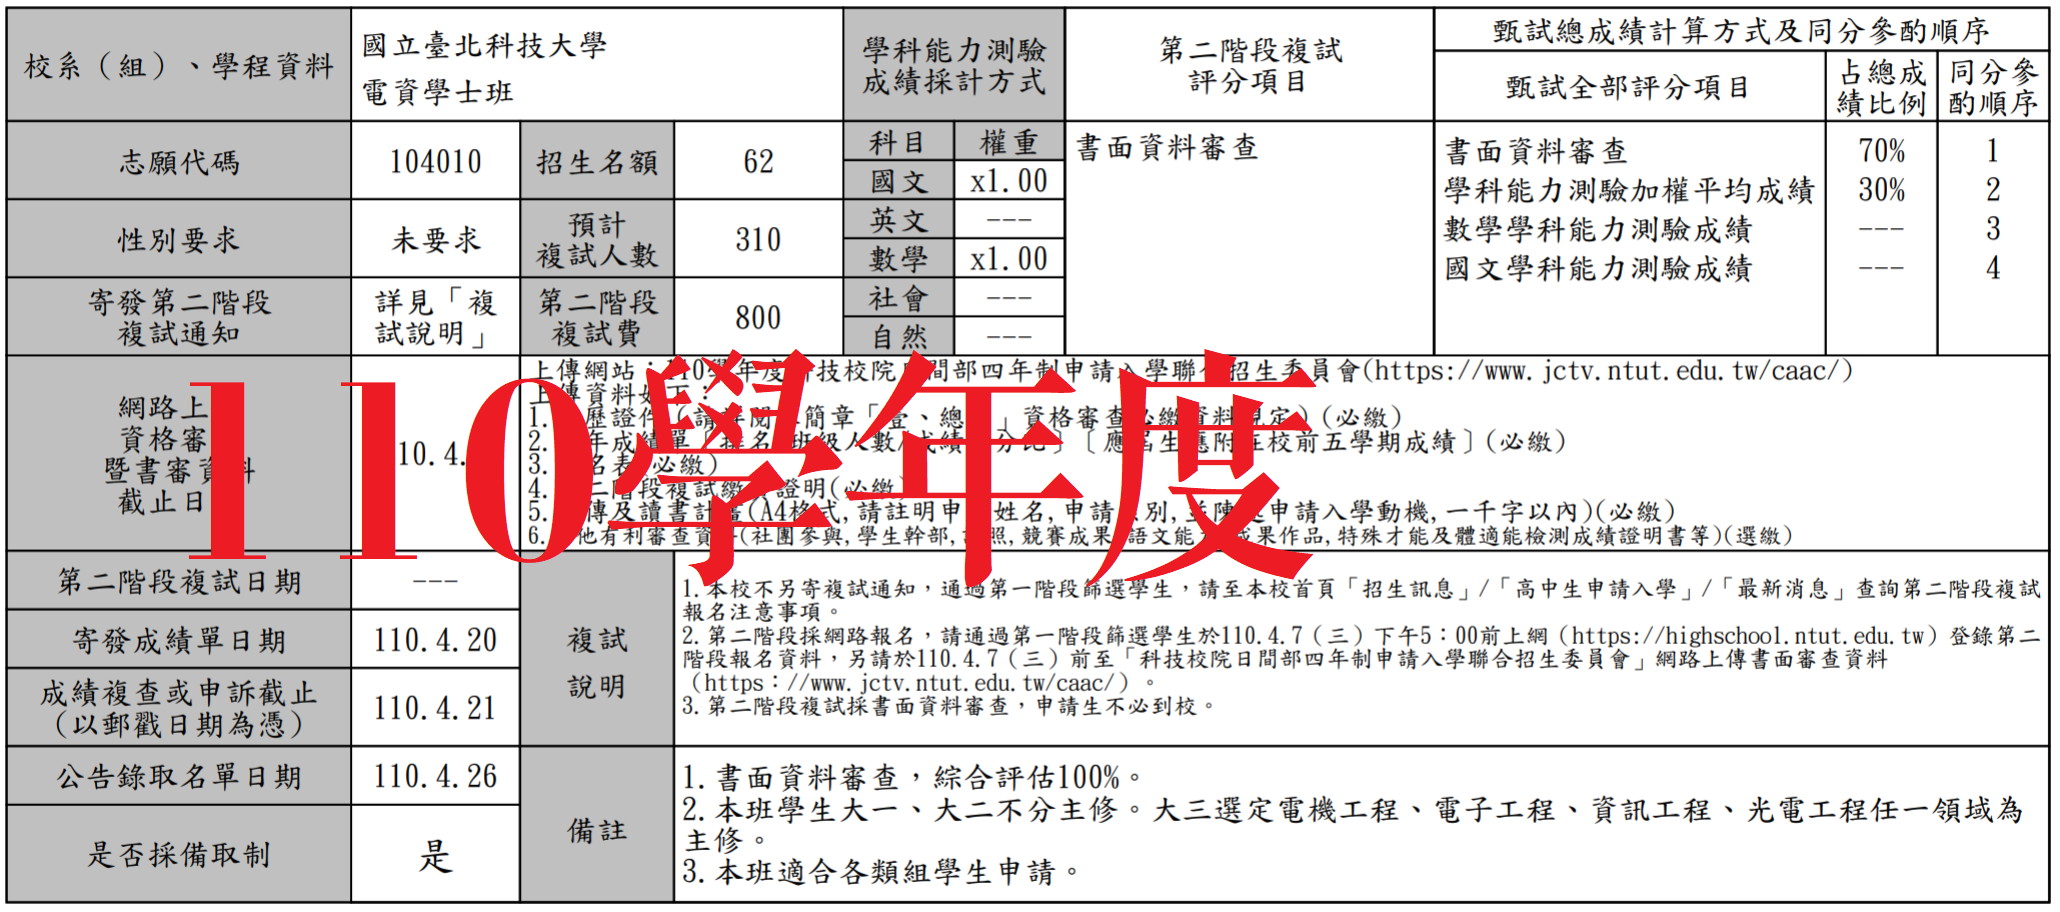 校系（組）、學程資料
國立臺北科技大學
電資學士班
學科能力測驗
成績採計方式
第二階段複試
評分項目
甄試總成績計算方式及同分參酌順序
甄試全部評分項目
占總成
績比例
同分參
酌順序
志願代碼
104010
招生名額
62
科目
權重
國文
x1.00
英文
---
數學
x1.00
社會
---
自然
---
書面資料審查
書面資料審查 70% 1
學科能力測驗加權平均成績 30% 2
數學學科能力測驗成績 --- 3
國文學科能力測驗成績 --- 4
性別要求
未要求
預計
複試人數
310
寄發第二階段
複試通知
詳見「複
試說明」
第二階段
複試費
800
網路上
資格審
暨書審資料
截止日
10.4.
上傳網站：110學年度科技校院日間部四年制申請入學聯合招生委員會(https://www.jctv.ntut.edu.tw/caac/)
上傳資料如下：
1. 歷證件（請詳閱 簡章「壹、總 」資格審查必繳資料規定）(必繳)
2. 年成績單〔排名 班級人數/成績 分比〕〔應屆生應附在校前五學期成績〕(必繳)
3. 名表(必繳)
4. 二階段複試繳 證明(必繳)
5. 傳及讀書計畫(A4格式,請註明申 姓名,申請 別,並陳述申請入學動機,一千字以內)(必繳)
6. 他有利審查資料(社團參與,學生幹部, 照,競賽成果 語文能 成果作品,特殊才能及體適能檢測成績證明書等)(選繳)
110學年度
第二階段複試日期
---
寄發成績單日期
110.4.20
成績複查或申訴截止
（以郵戳日期為憑）
110.4.21
複試
說明
1.本校不另寄複試通知，通過第一階段篩選學生，請至本校首頁「招生訊息」/「高中生申請入學」/「最新消息」查詢第二階段複試
報名注意事項。
2.第二階段採網路報名，請通過第一階段篩選學生於110.4.7（三）下午5：00前上網（https://highschool.ntut.edu.tw）登錄第二
階段報名資料，另請於110.4.7（三）前至「科技校院日間部四年制申請入學聯合招生委員會」網路上傳書面審查資料
（https：//www.jctv.ntut.edu.tw/caac/）。
3.第二階段複試採書面資料審查，申請生不必到校。
公告錄取名單日期
110.4.26
是否採備取制
是
備註
1.書面資料審查，綜合評估100%。
2.本班學生大一、大二不分主修。大三選定電機工程、電子工程、資訊工程、光電工程任一領域為
主修。
3.本班適合各類組學生申請。